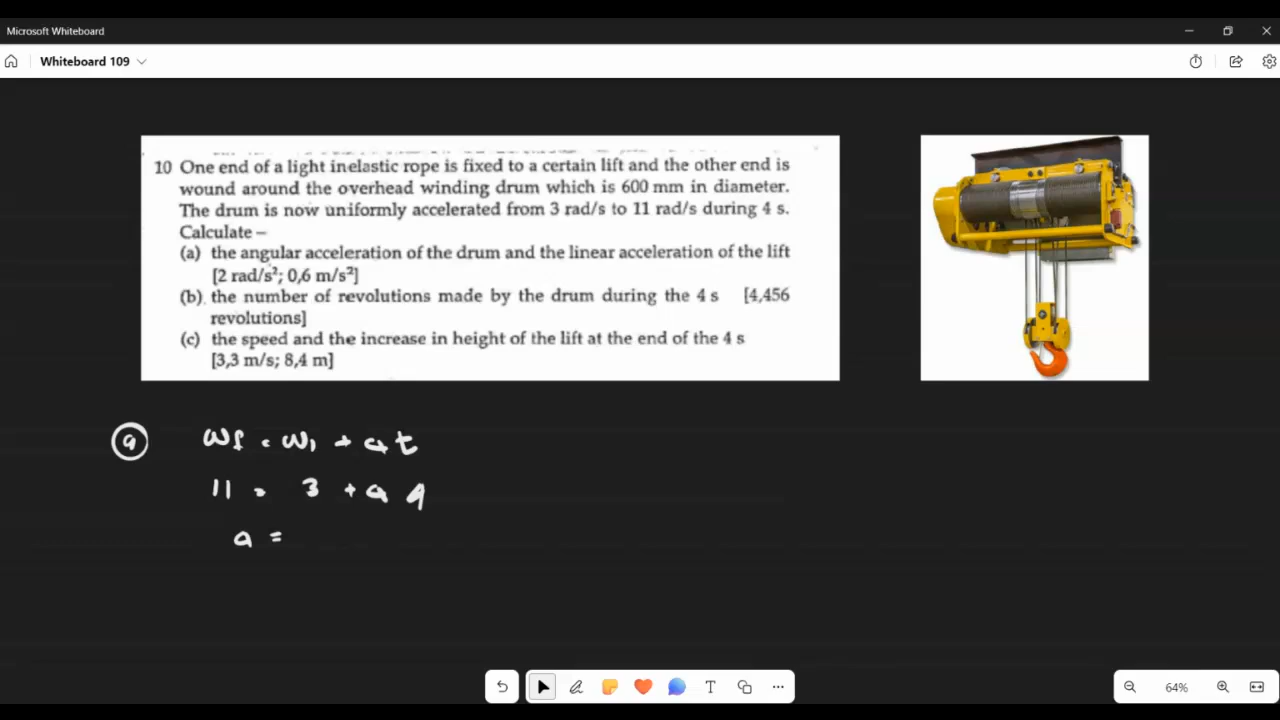 Microsoft Whiteboard
Whiteboard 109
10 One end of a light inelastic rope is fixed to a certain lift and the other end is
wound around the overhead winding drum which is 600 mm in diameter.
The drum is now uniformly accelerated from 3 rad/s to 11 rad/s during 4 s.
Calculate –
(a) the angular acceleration of the drum and the linear acceleration of the lift
[2 rad/s²; 0,6 m/s²]
(b) the number of revolutions made by the drum during the 4 s [4,456
revolutions]
(c) the speed and the increase in height of the lift at the end of the 4 s
[3,3 m/s; 8,4 m]
a ωf = ω1 + at
11 = 3 + a 4
a =
T
64%